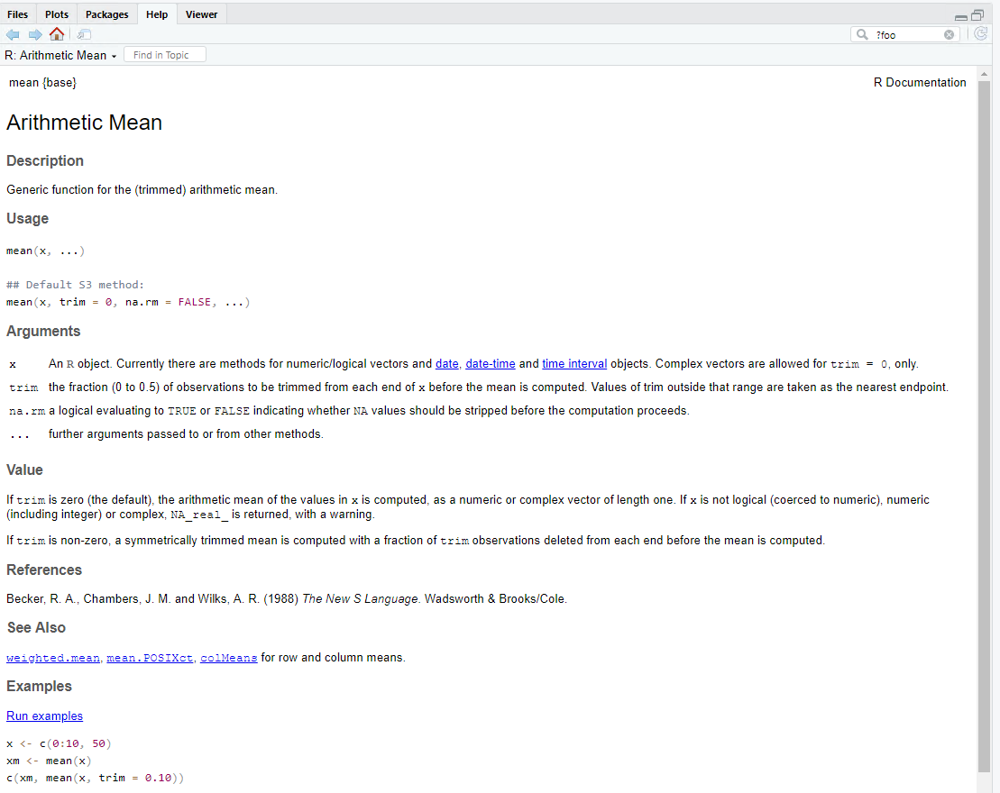 Files Plots Packages Help Viewer
?foo
R: Arithmetic Mean Find in Topic
mean {base} R Documentation
Arithmetic Mean
Description
Generic function for the (trimmed) arithmetic mean.
Usage
mean(x, ...)
## Default S3 method:
mean(x, trim = 0, na.rm = FALSE, ...)
Arguments
x An R object. Currently there are methods for numeric/logical vectors and date, date-time and time interval objects. Complex vectors are allowed for trim = 0, only.
trim the fraction (0 to 0.5) of observations to be trimmed from each end of x before the mean is computed. Values of trim outside that range are taken as the nearest endpoint.
na.rm a logical evaluating to TRUE or FALSE indicating whether NA values should be stripped before the computation proceeds.
... further arguments passed to or from other methods.
Value
If trim is zero (the default), the arithmetic mean of the values in x is computed, as a numeric or complex vector of length one. If x is not logical (coerced to numeric), numeric
(including integer) or complex, NA_real_ is returned, with a warning.
If trim is non-zero, a symmetrically trimmed mean is computed with a fraction of trim observations deleted from each end before the mean is computed.
References
Becker, R. A., Chambers, J. M. and Wilks, A. R. (1988) The New S Language. Wadsworth & Brooks/Cole.
See Also
weighted.mean, mean.POSIXct, colMeans for row and column means.
Examples
Run examples
x <- c(0:10, 50)
xm <- mean(x)
c(xm, mean(x, trim = 0.10))